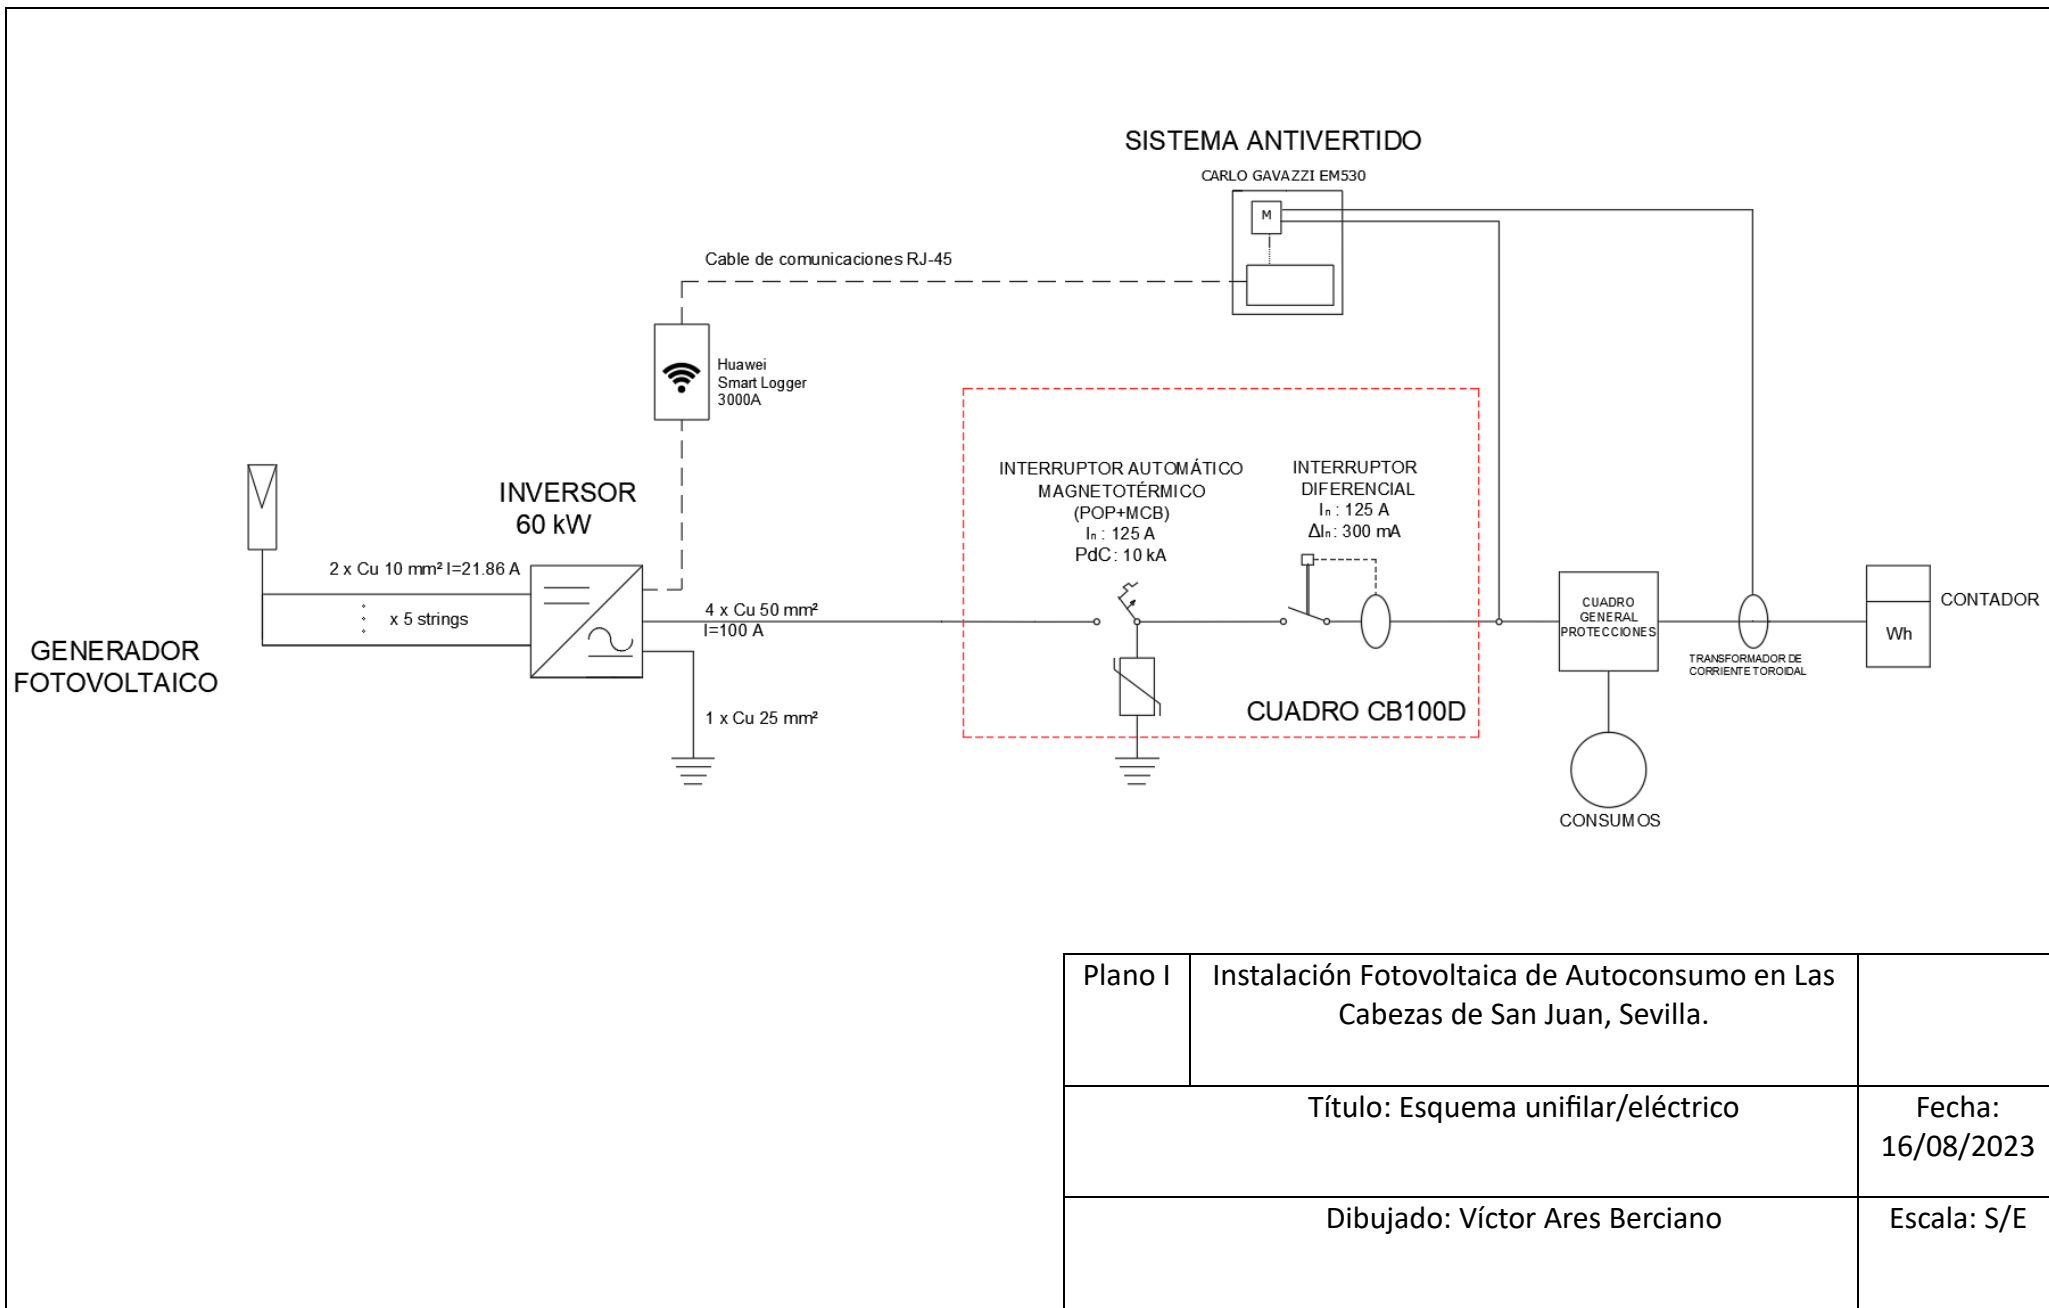 SISTEMA ANTIVERTIDO
CARLO GAVAZZI EM530
M
Cable de comunicaciones RJ-45
Huawei
Smart Logger
3000A
INVERSOR
60 kW
2 x Cu 10 mm² I=21.86 A
x 5 strings
GENERADOR
FOTOVOLTAICO
4 x Cu 50 mm²
I=100 A
1 x Cu 25 mm²
INTERRUPTOR AUTOMÁTICO
MAGNETOTÉRMICO
(POP+MCB)
Iₙ : 125 A
PdC : 10 kA
INTERRUPTOR
DIFERENCIAL
Iₙ : 125 A
ΔIₙ : 300 mA
CUADRO CB100D
CUADRO
GENERAL
PROTECCIONES
CONSUMOS
TRANSFORMADOR DE
CORRIENTE TOROIDAL
Wh
CONTADOR
Plano I
Instalación Fotovoltaica de Autoconsumo en Las
Cabezas de San Juan, Sevilla.
Título: Esquema unifilar/eléctrico
Fecha:
16/08/2023
Dibujado: Víctor Ares Berciano
Escala: S/E